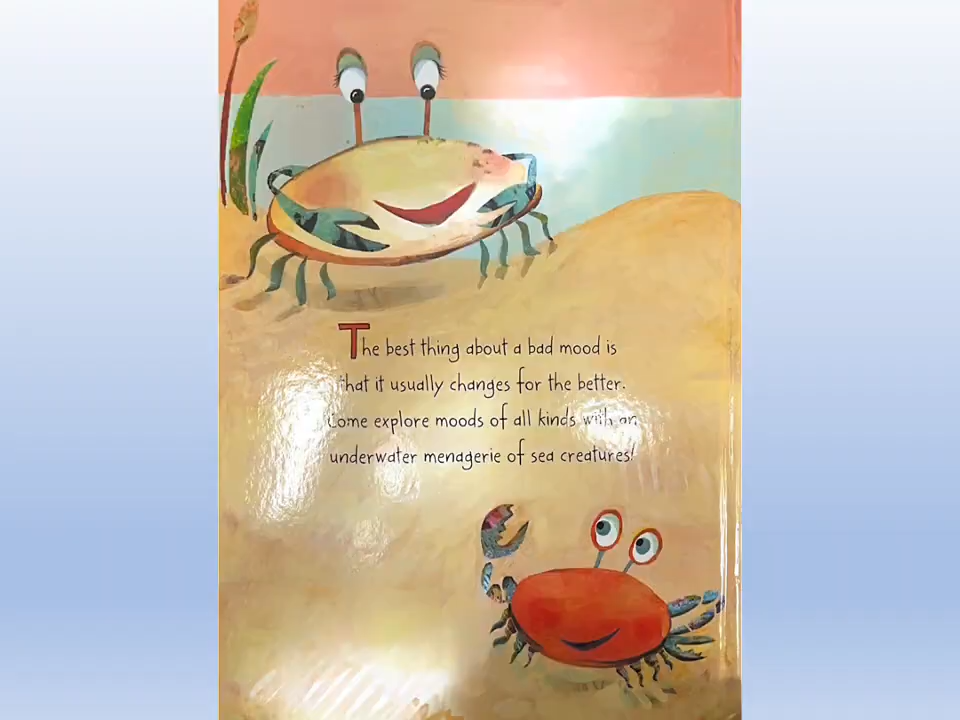 The best thing about a bad mood is
that it usually changes for the better.
Come explore moods of all kinds with an
underwater menagerie of sea creatures!